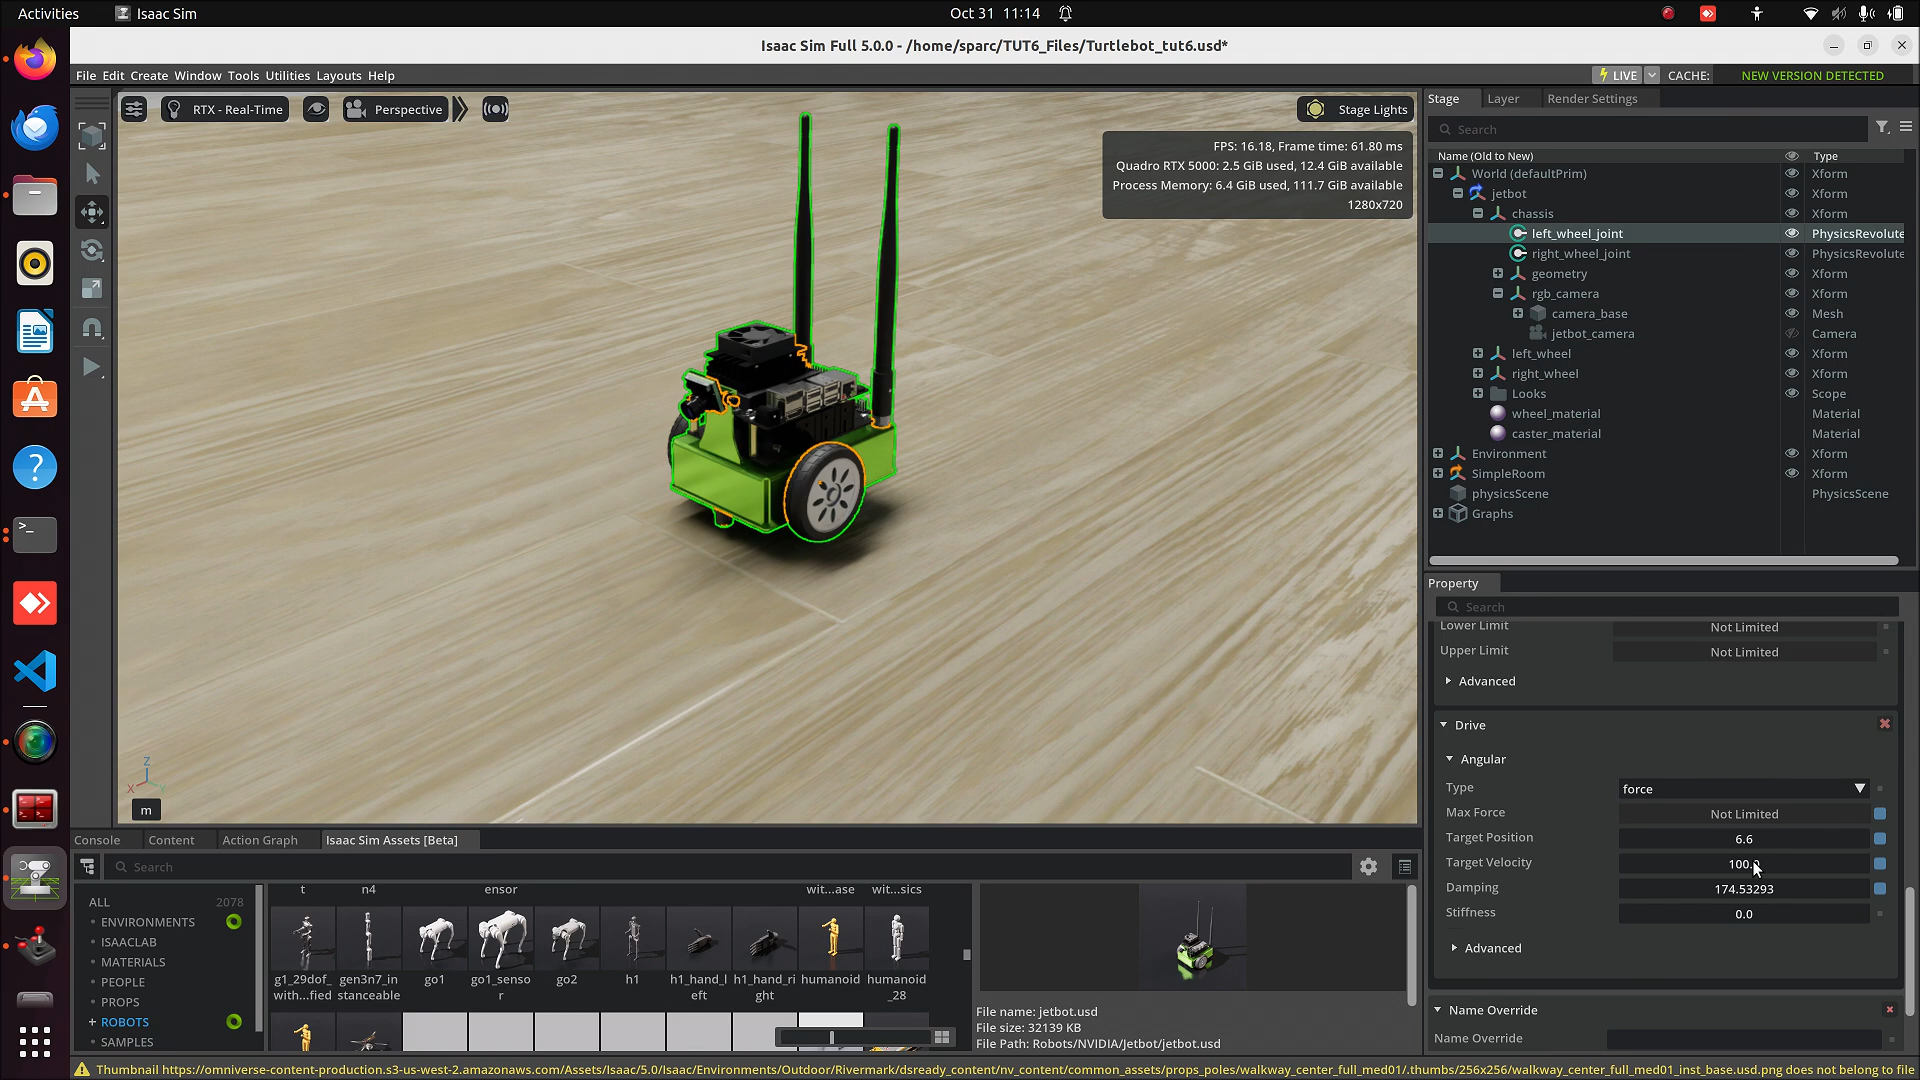 Activities
Isaac Sim
Oct 31 11:14
Isaac Sim Full 5.0.0 - /home/sparc/TUT6_Files/Turtlebot_tut6.usd*
File Edit Create Window Tools Utilities Layouts Help
LIVE
CACHE:
NEW VERSION DETECTED
RTX - Real-Time
Perspective
Stage Lights
FPS: 16.18, Frame time: 61.80 ms
Quadro RTX 5000: 2.5 GiB used, 12.4 GiB available
Process Memory: 6.4 GiB used, 111.7 GiB available
1280x720
Z
X
Y
m
Stage
Layer
Render Settings
Search
Name (Old to New)
Type
World (defaultPrim)
Xform
jetbot
Xform
chassis
Xform
left_wheel_joint
PhysicsRevolute
right_wheel_joint
PhysicsRevolute
geometry
Xform
rgb_camera
Xform
camera_base
Mesh
jetbot_camera
Camera
left_wheel
Xform
right_wheel
Xform
Looks
Scope
wheel_material
Material
caster_material
Material
Environment
Xform
SimpleRoom
Xform
physicsScene
PhysicsScene
Graphs
Property
Search
Lower Limit
Not Limited
Upper Limit
Not Limited
Advanced
Drive
Angular
Type
force
Max Force
Not Limited
Target Position
6.6
Target Velocity
100.
Damping
174.53293
Stiffness
0.0
Advanced
Name Override
Name Override
Console
Content
Action Graph
Isaac Sim Assets [Beta]
Search
ALL
2078
ENVIRONMENTS
ISAACLAB
MATERIALS
PEOPLE
PROPS
+ ROBOTS
SAMPLES
t
n4
ensor
wit...ase
wit...sics
g1_29dof_
with...fied
gen3n7_in
stanceable
go1
go1_senso
r
go2
h1
h1_hand_l
eft
h1_hand_ri
ght
humanoid
humanoid
_28
File name: jetbot.usd
File size: 32139 KB
File Path: Robots/NVIDIA/Jetbot/jetbot.usd
Thumbnail https://omniverse-content-production.s3-us-west-2.amazonaws.com/Assets/Isaac/5.0/Isaac/Environments/Outdoor/Rivermark/dsready_content/nv_content/common_assets/props_poles/walkway_center_full_med01/.thumbs/256x256/walkway_center_full_med01_inst_base.usd.png does not belong to file